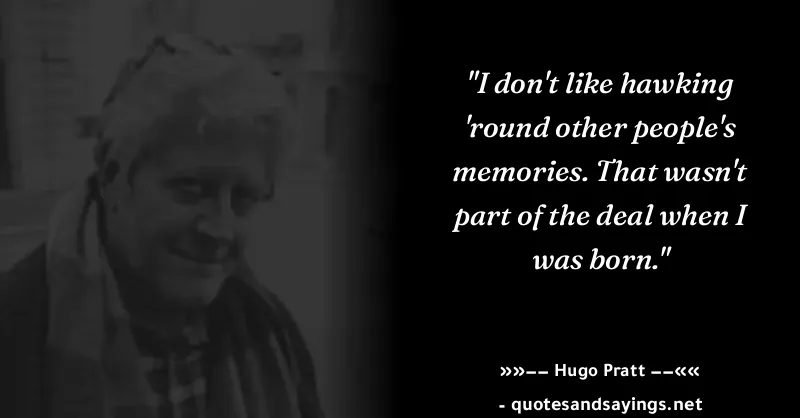 "I don't like hawking
'round other people's
memories. That wasn't
part of the deal when I
was born."
»»―― Hugo Pratt ――««
- quotesandsayings.net